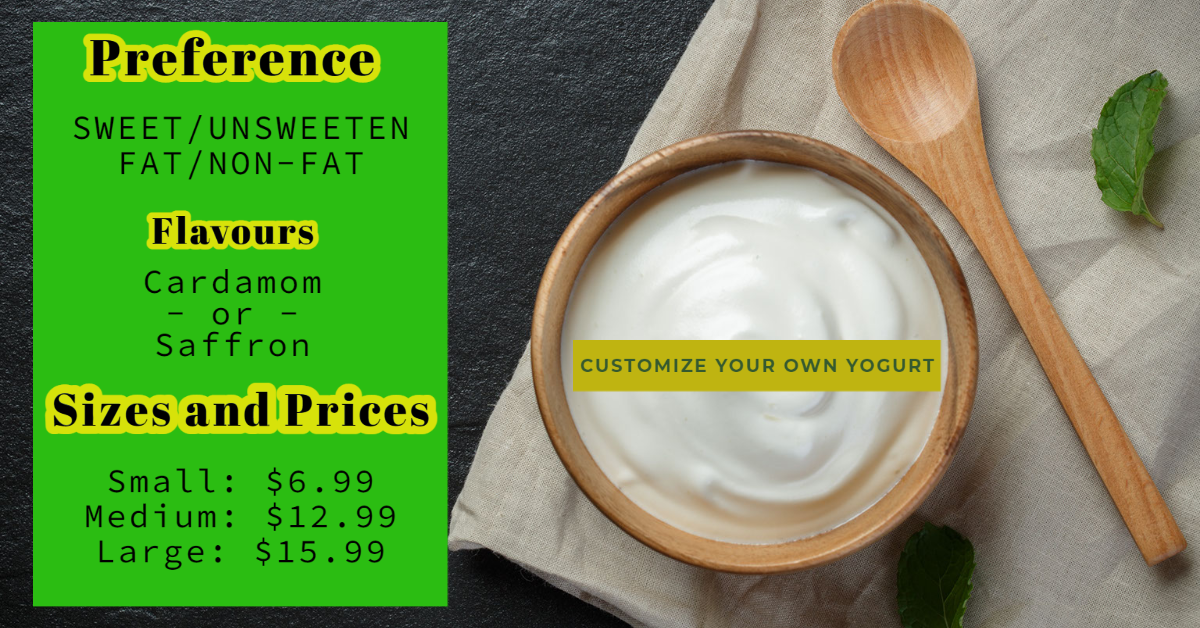 Preference
SWEET/UNSWEETEN
FAT/NON-FAT
Flavours
Cardamom
- or -
Saffron
Sizes and Prices
Small: $6.99
Medium: $12.99
Large: $15.99
CUSTOMIZE YOUR OWN YOGURT